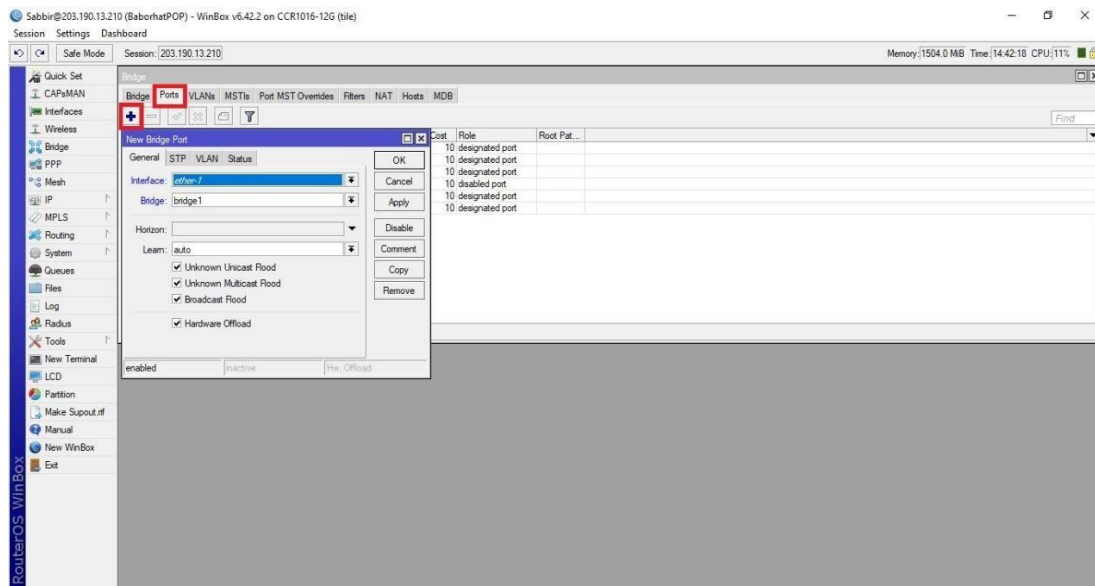 Sabbir@203.190.13.210 (BaborhatPOP) - WinBox v6.42.2 on CCR1016-12G (tile)
Session Settings Dashboard
Safe Mode Session: 203.190.13.210 Memory: 1504.0 MiB Time: 14:42:18 CPU: 11%
Quick Set
CAPsMAN
Interfaces
Wireless
Bridge
PPP
Mesh
IP
MPLS
Routing
System
Queues
Files
Log
Radius
Tools
New Terminal
LCD
Partition
Make Supout.rif
Manual
New WinBox
Exit
RouterOS WinBox
Bridge
Bridge Ports VLANs MSTIs Port MST Overrides Filters NAT Hosts MDB
Find
Cost Role Root Pat...
10 designated port
10 designated port
10 designated port
10 disabled port
10 designated port
10 designated port
New Bridge Port
General STP VLAN Status
Interface: ether-1
Bridge: bridge1
Horizon:
Learn: auto
Unknown Unicast Flood
Unknown Multicast Flood
Broadcast Flood
Hardware Offload
OK
Cancel
Apply
Disable
Comment
Copy
Remove
enabled inactive Hw. Offload